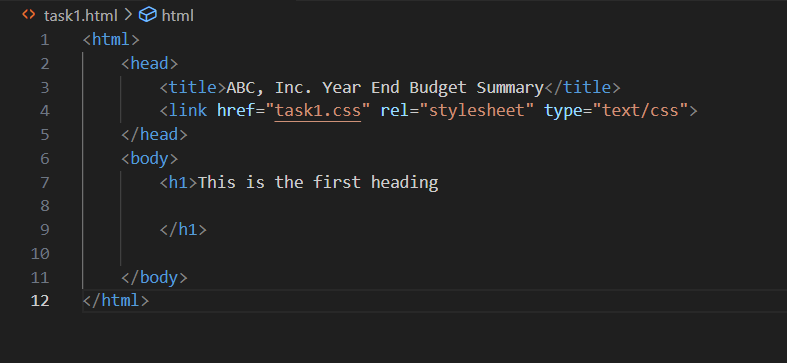 task1.html > html
1 <html>
2     <head>
3         <title>ABC, Inc. Year End Budget Summary</title>
4         <link href="task1.css" rel="stylesheet" type="text/css">
5     </head>
6     <body>
7         <h1>This is the first heading
8
9         </h1>
10
11     </body>
12 </html>